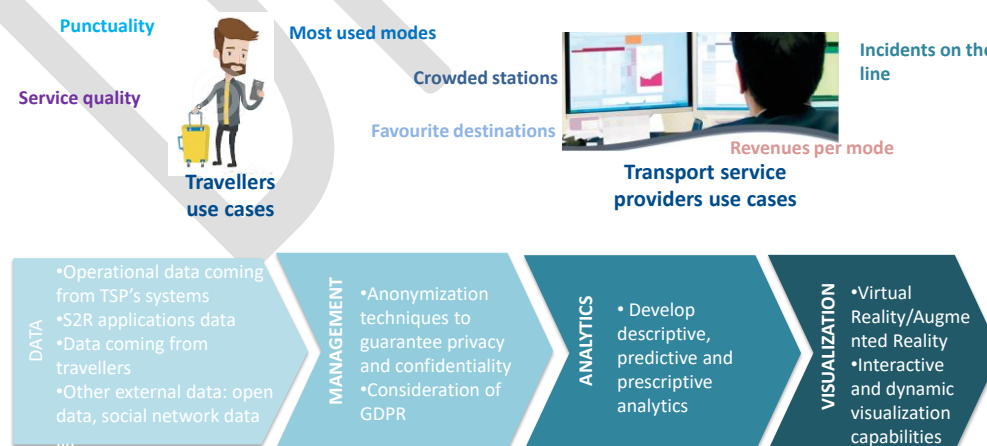 Punctuality
Most used modes
Service quality
Travellers
use cases
Crowded stations
Favourite destinations
Incidents on the
line
Revenues per mode
Transport service
providers use cases
DATA
•Operational data coming
from TSP's systems
•S2R applications data
•Data coming from
travellers
•Other external data: open
data, social network data
...
MANAGEMENT
•Anonymization
techniques to
guarantee privacy
and confidentiality
•Consideration of
GDPR
ANALYTICS
• Develop
descriptive,
predictive and
prescriptive
analytics
VISUALIZATION
•Virtual
Reality/Augme
nted Reality
•Interactive
and dynamic
visualization
capabilities